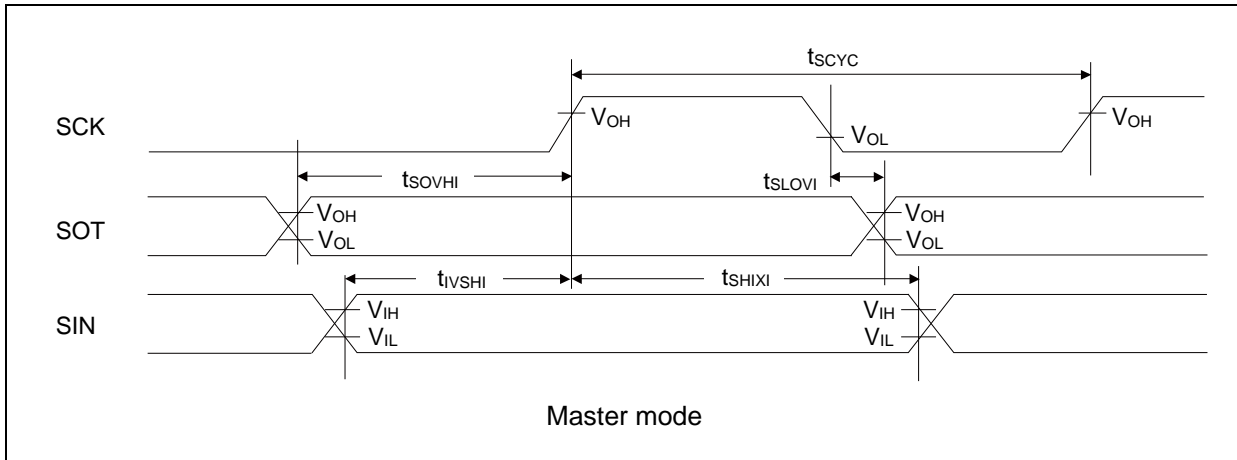 tSCYC
SCK
VOH
VOL
VOH
tSOVHI
tSLOVI
SOT
VOH
VOL
VOH
VOL
tIVSHI
tSHIXI
SIN
VIH
VIL
VIH
VIL
Master mode